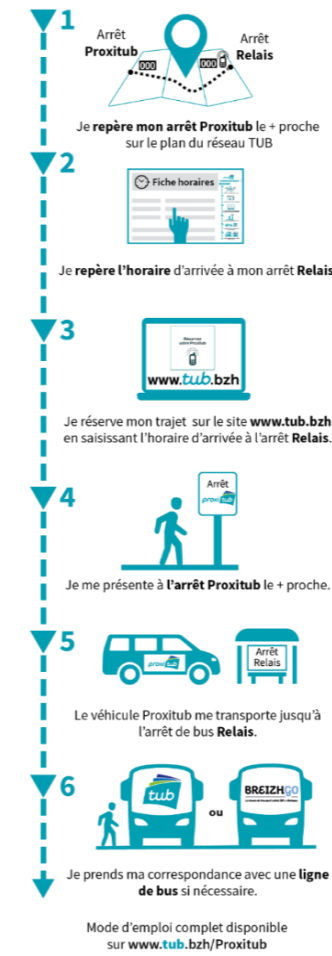 1
Arrêt
Proxitub
Arrêt
Relais
000
000
Je repère mon arrêt Proxitub le + proche
sur le plan du réseau TUB
2
Fiche horaires
Je repère l'horaire d'arrivée à mon arrêt Relais
3
Réservez
votre Proxitub
www.tub.bzh
Je réserve mon trajet sur le site www.tub.bzh
en saisissant l'horaire d'arrivée à l'arrêt Relais.
4
Arrêt
proxitub
Je me présente à l'arrêt Proxitub le + proche.
5
proxitub
Arrêt
Relais
Le véhicule Proxitub me transporte jusqu'à
l'arrêt de bus Relais.
6
tub
ou
BREIZHGO
Je prends ma correspondance avec une ligne
de bus si nécessaire.
Mode d'emploi complet disponible
sur www.tub.bzh/Proxitub